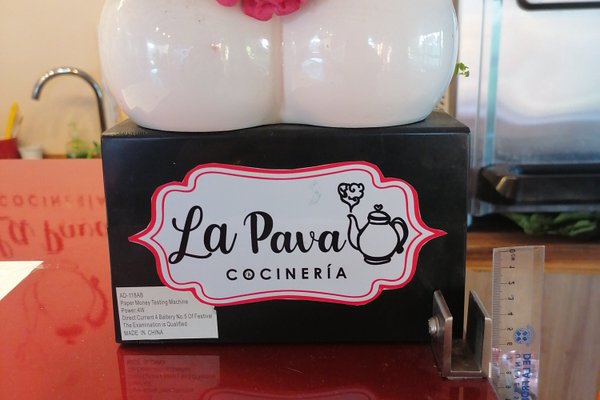 La Pava
COCINERÍA
AD-118AB
Paper Money Testing Machine
Power:4W
Direct Current 4 Battery No.5 Of Festival
The Examination is Qualified
MADE IN CHINA